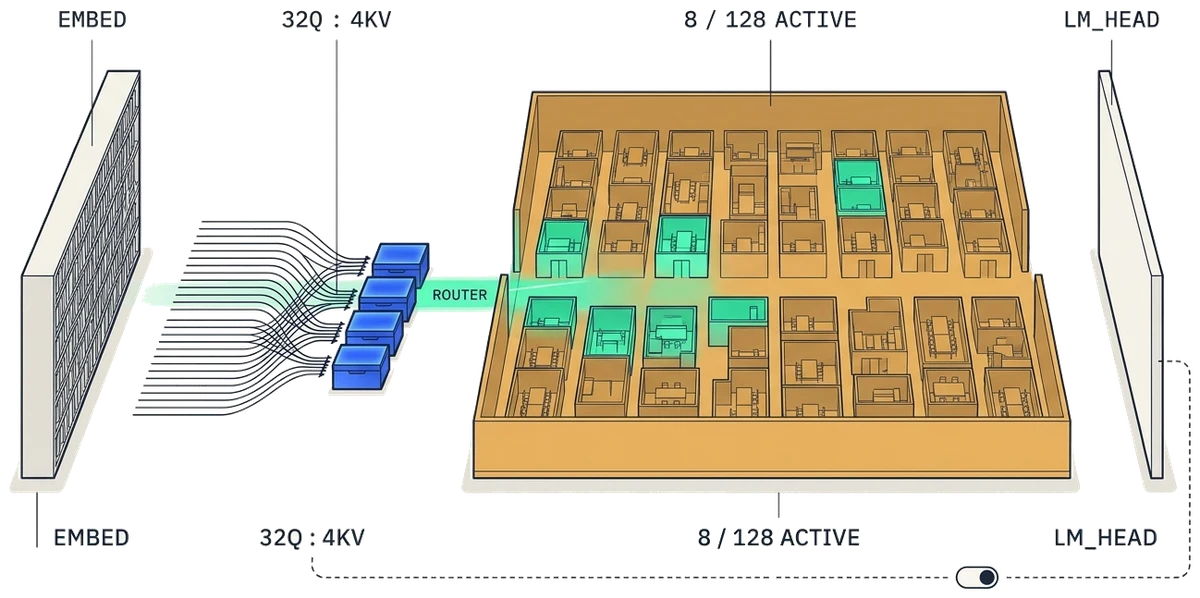 EMBED
32Q : 4KV
8 / 128 ACTIVE
LM_HEAD
ROUTER
EMBED
32Q : 4KV
8 / 128 ACTIVE
LM_HEAD